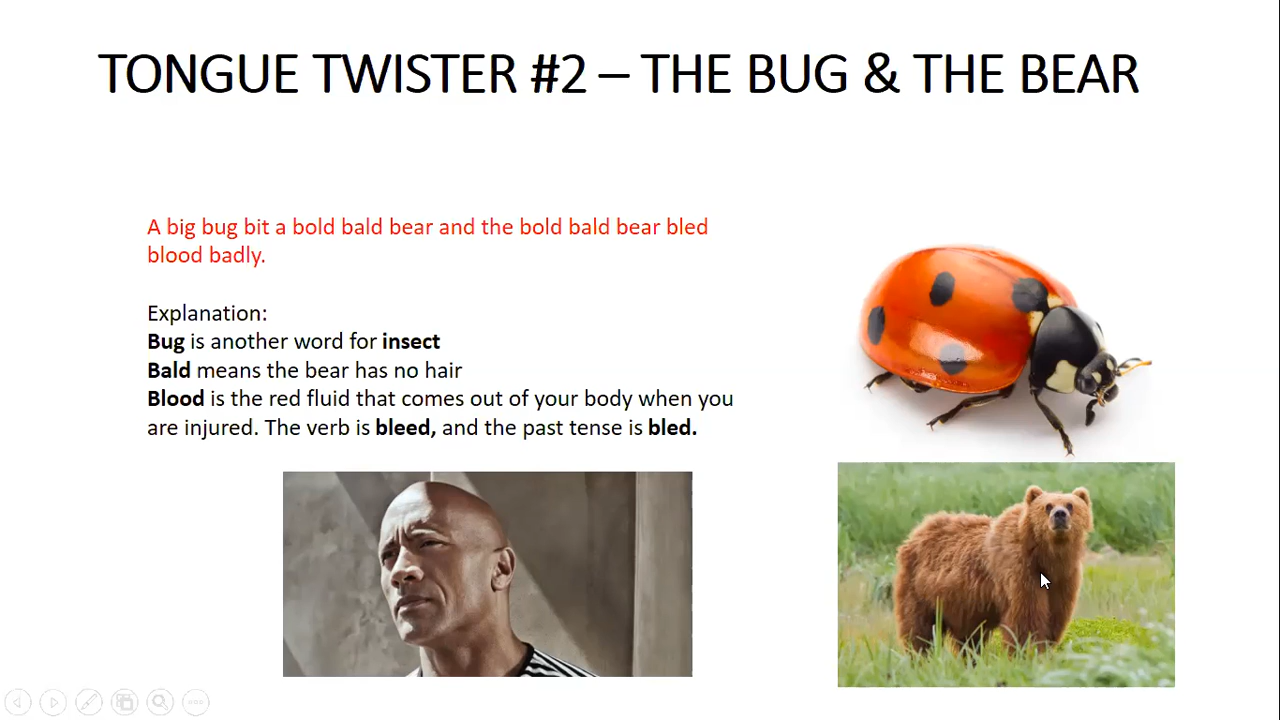 TONGUE TWISTER #2 – THE BUG & THE BEAR
A big bug bit a bold bald bear and the bold bald bear bled
blood badly.
Explanation:
Bug is another word for insect
Bald means the bear has no hair
Blood is the red fluid that comes out of your body when you
are injured. The verb is bleed, and the past tense is bled.